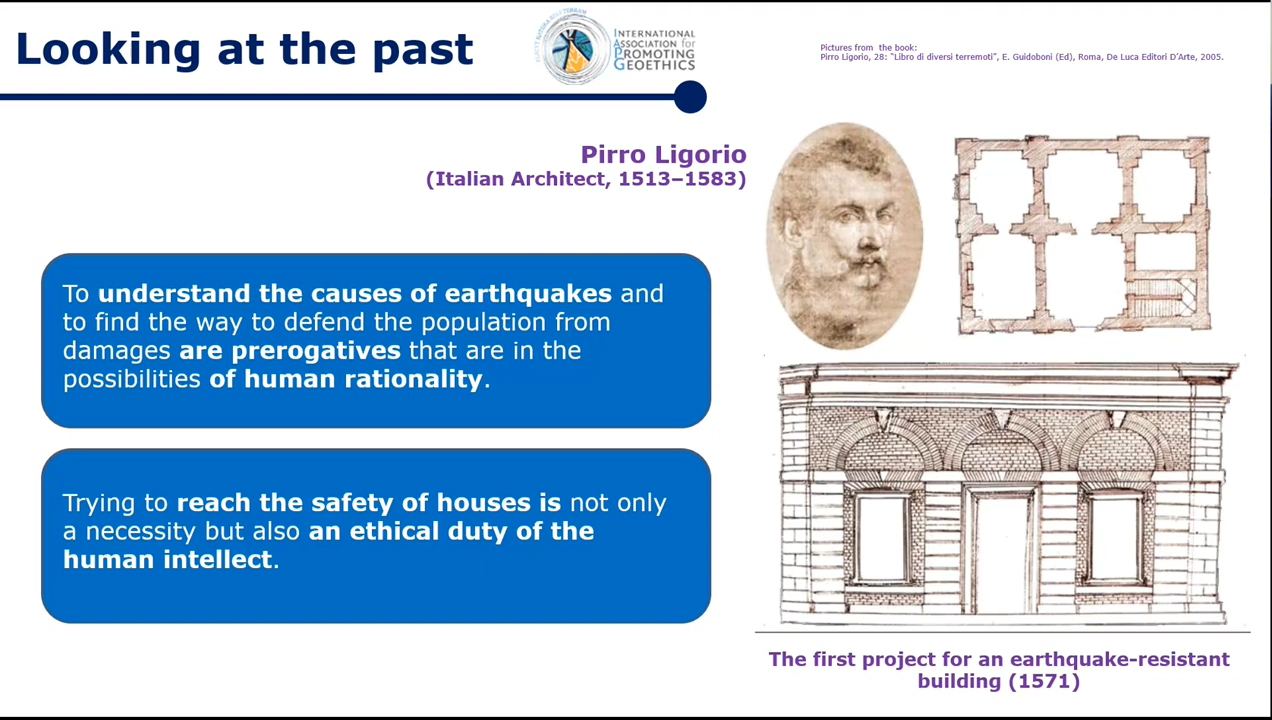 Looking at the past
INTERNATIONAL
ASSOCIATION for
PROMOTING
GEOETHICS
Pictures from the book:
Pirro Ligorio, 28: "Libro di diversi terremoti", E. Guidoboni (Ed), Roma, De Luca Editori D'Arte, 2005.
Pirro Ligorio
(Italian Architect, 1513–1583)
To understand the causes of earthquakes and
to find the way to defend the population from
damages are prerogatives that are in the
possibilities of human rationality.
Trying to reach the safety of houses is not only
a necessity but also an ethical duty of the
human intellect.
The first project for an earthquake-resistant
building (1571)